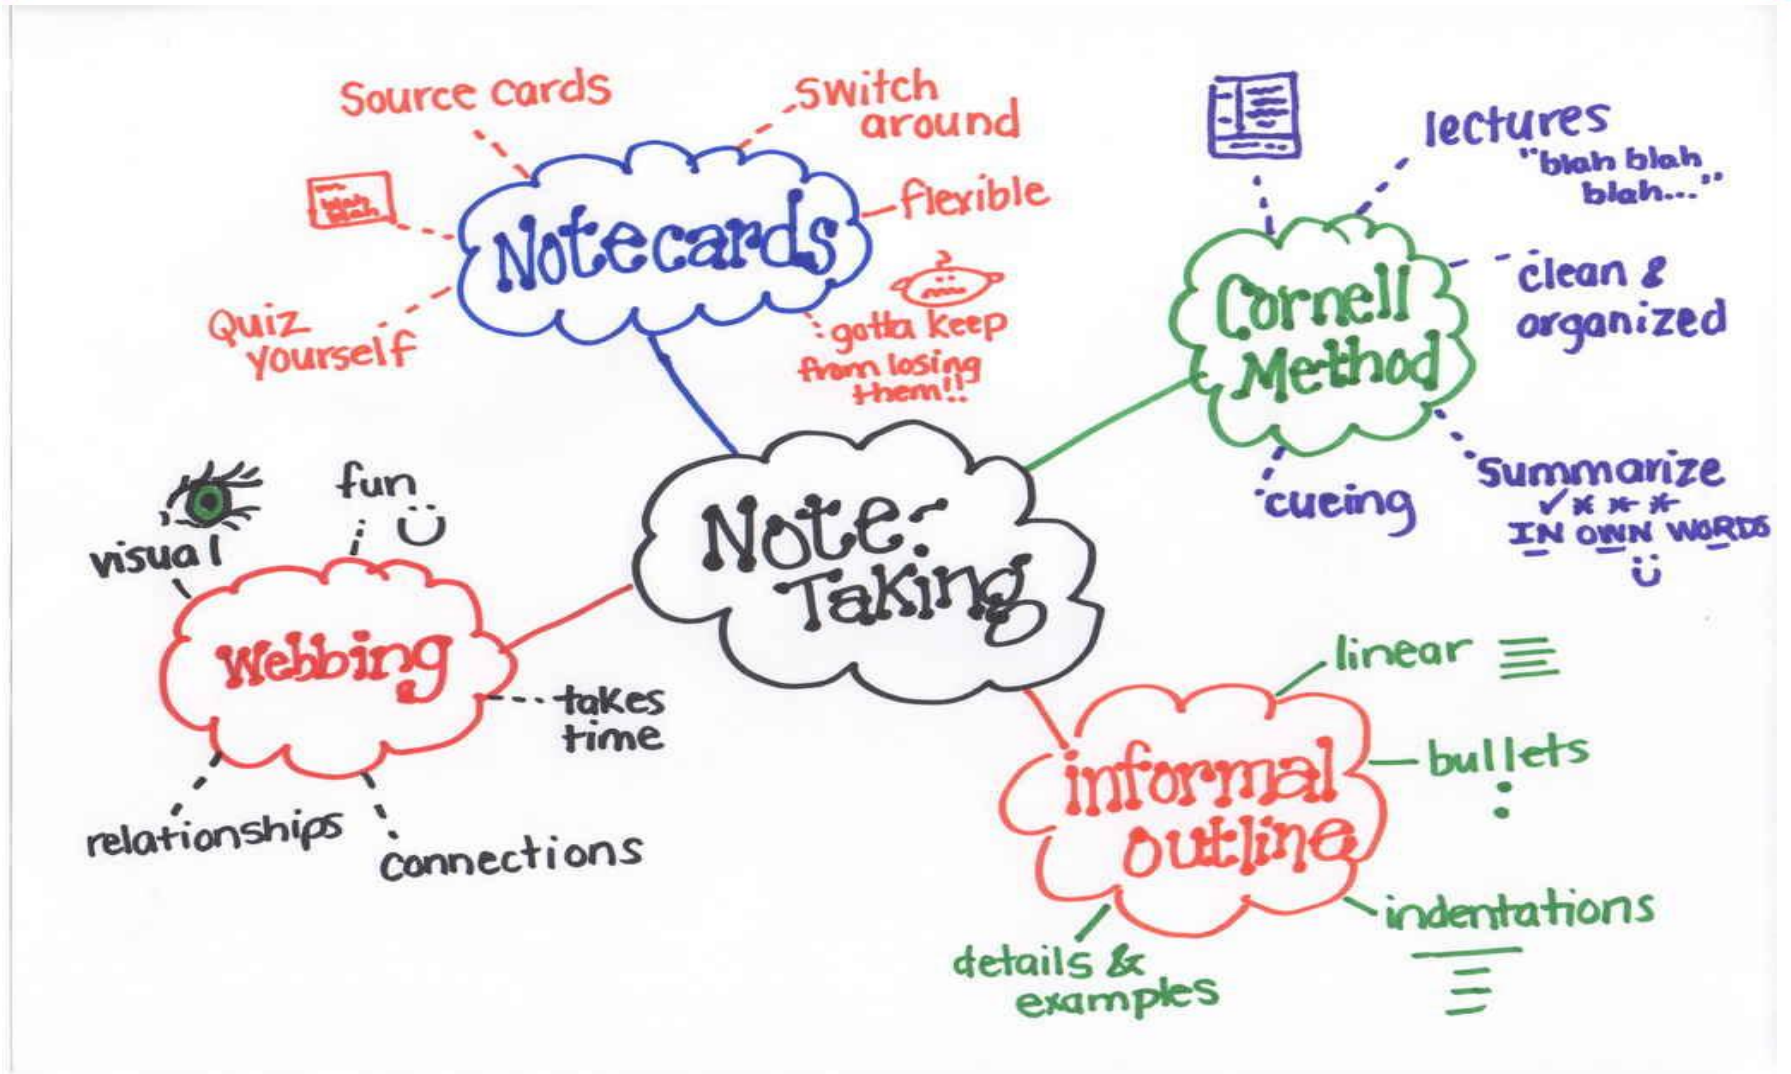 Source cards
switch
around
flexible
blah
blah
Notecards
Quiz
yourself
gotta keep
from losing
them!!
lectures
"blah blah
blah..."
Cornell
Method
clean &
organized
summarize
IN OWN WORDS
cueing
Note-
Taking
fun
visual
Webbing
takes
time
relationships
connections
informal
outline
linear
bullets
indentations
details &
examples